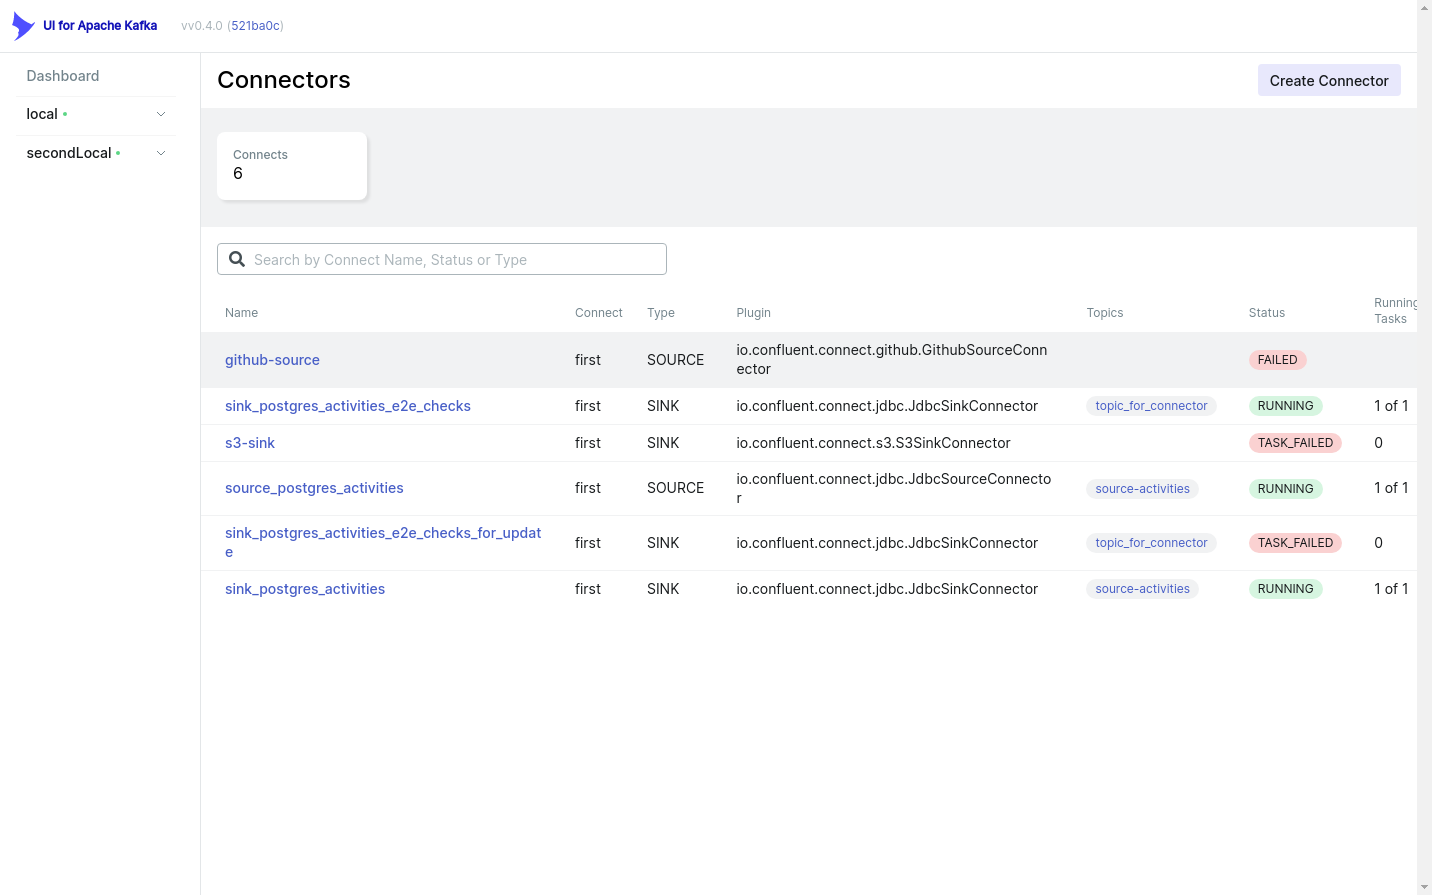 UI for Apache Kafka
vv0.4.0 (521ba0c)
Dashboard
local
secondLocal
Connectors
Create Connector
Connects
6
Search by Connect Name, Status or Type
Name Connect Type Plugin Topics Status Running
Tasks
github-source first SOURCE io.confluent.connect.github.GithubSourceConn
ector FAILED
sink_postgres_activities_e2e_checks first SINK io.confluent.connect.jdbc.JdbcSinkConnector topic_for_connector RUNNING 1 of 1
s3-sink first SINK io.confluent.connect.s3.S3SinkConnector TASK_FAILED 0
source_postgres_activities first SOURCE io.confluent.connect.jdbc.JdbcSourceConnecto
r source-activities RUNNING 1 of 1
sink_postgres_activities_e2e_checks_for_updat
e first SINK io.confluent.connect.jdbc.JdbcSinkConnector topic_for_connector TASK_FAILED 0
sink_postgres_activities first SINK io.confluent.connect.jdbc.JdbcSinkConnector source-activities RUNNING 1 of 1